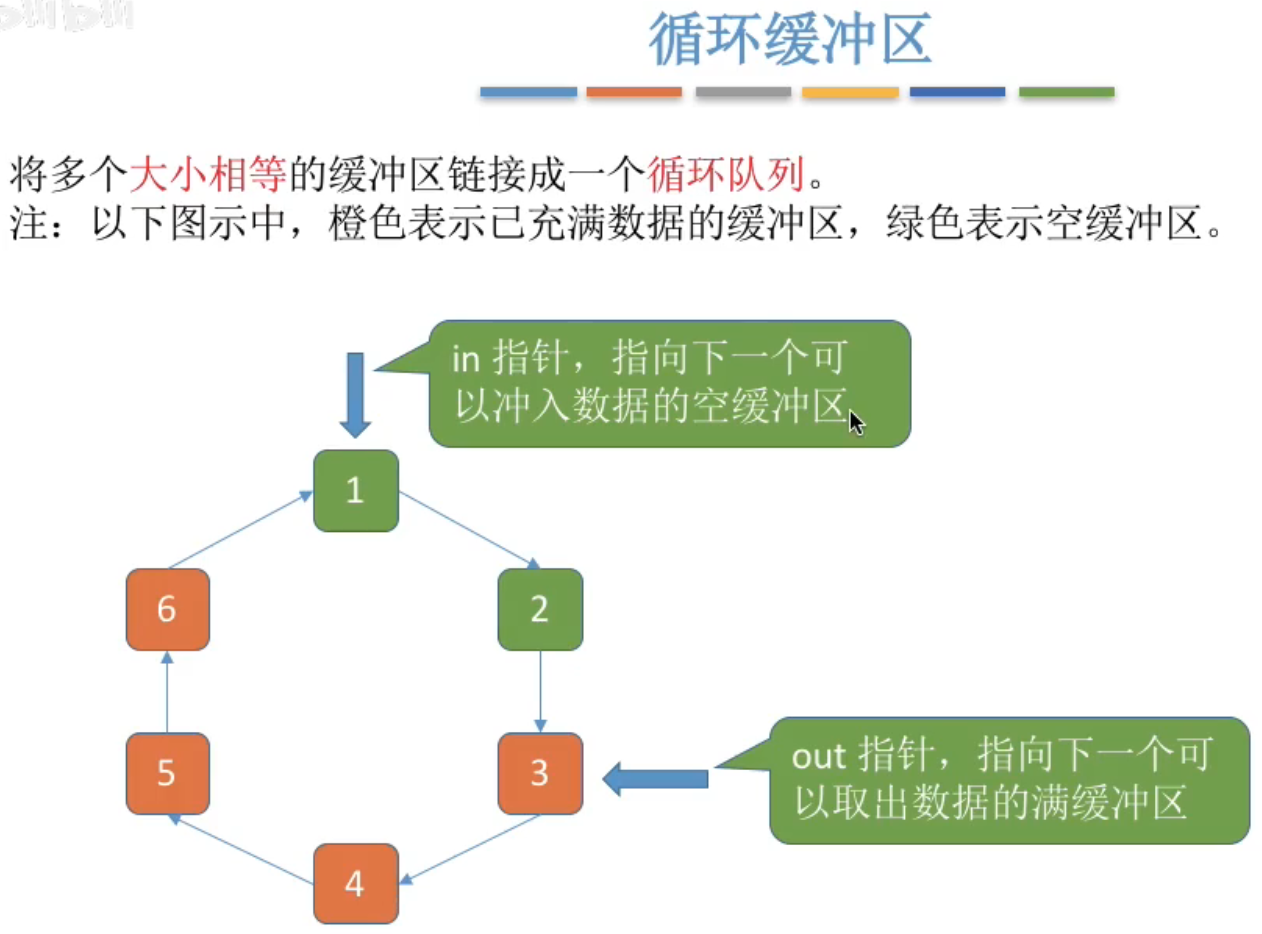 循环缓冲区
将多个大小相等的缓冲区链接成一个循环队列。
注：以下图示中，橙色表示已充满数据的缓冲区，绿色表示空缓冲区。
in 指针，指向下一个可
以冲入数据的空缓冲区
1
6
2
5
3
out 指针，指向下一个可
以取出数据的满缓冲区
4